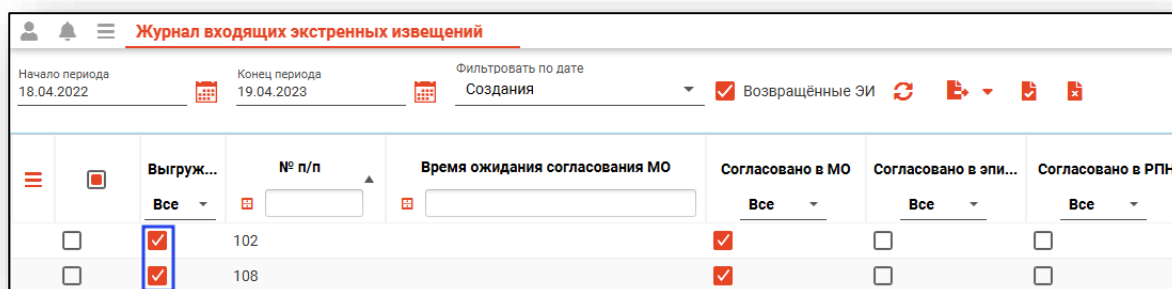 Журнал входящих экстренных извещений
Начало периода
18.04.2022
Конец периода
19.04.2023
Фильтровать по дате
Создания
Возвращённые ЭИ
Выгруж... № п/п Время ожидания согласования МО Согласовано в МО Согласовано в эпи... Согласовано в РПН
Все Все Все Все
102
108